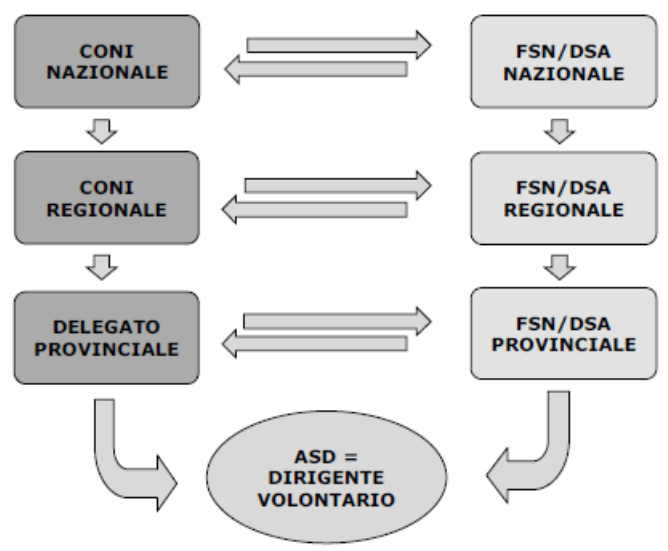 CONI
NAZIONALE
FSN/DSA
NAZIONALE
CONI
REGIONALE
FSN/DSA
REGIONALE
DELEGATO
PROVINCIALE
FSN/DSA
PROVINCIALE
ASD =
DIRIGENTE
VOLONTARIO